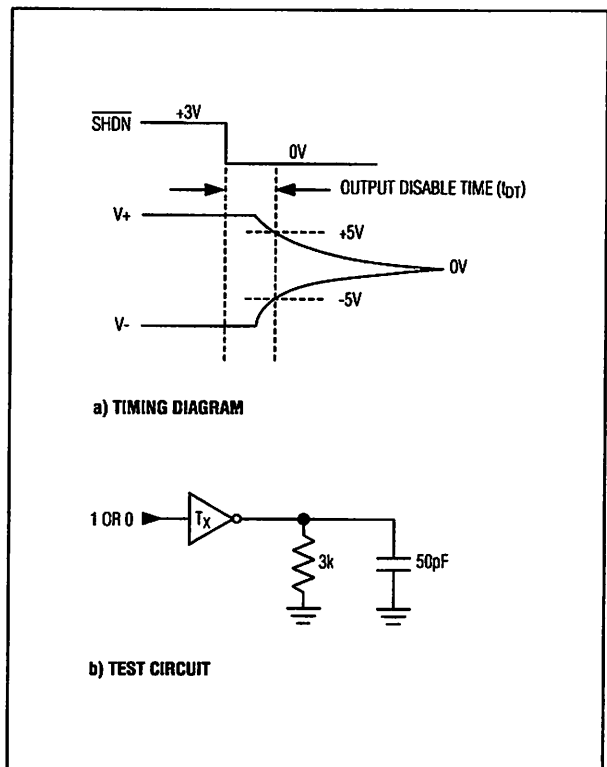 +3V
SHDN
0V
OUTPUT DISABLE TIME (tDT)
V+
+5V
0V
-5V
V-
a) TIMING DIAGRAM
1 OR 0
TX
3k
50pF
b) TEST CIRCUIT